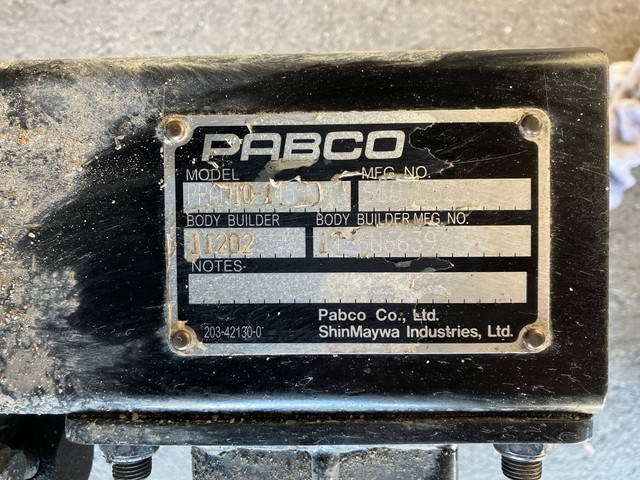 PABCO
MODEL MFG. NO.
BODY BUILDER BODY BUILDER MFG. NO.
11202
NOTES
Pabco Co., Ltd.
203-42130-0 ShinMaywa Industries, Ltd.